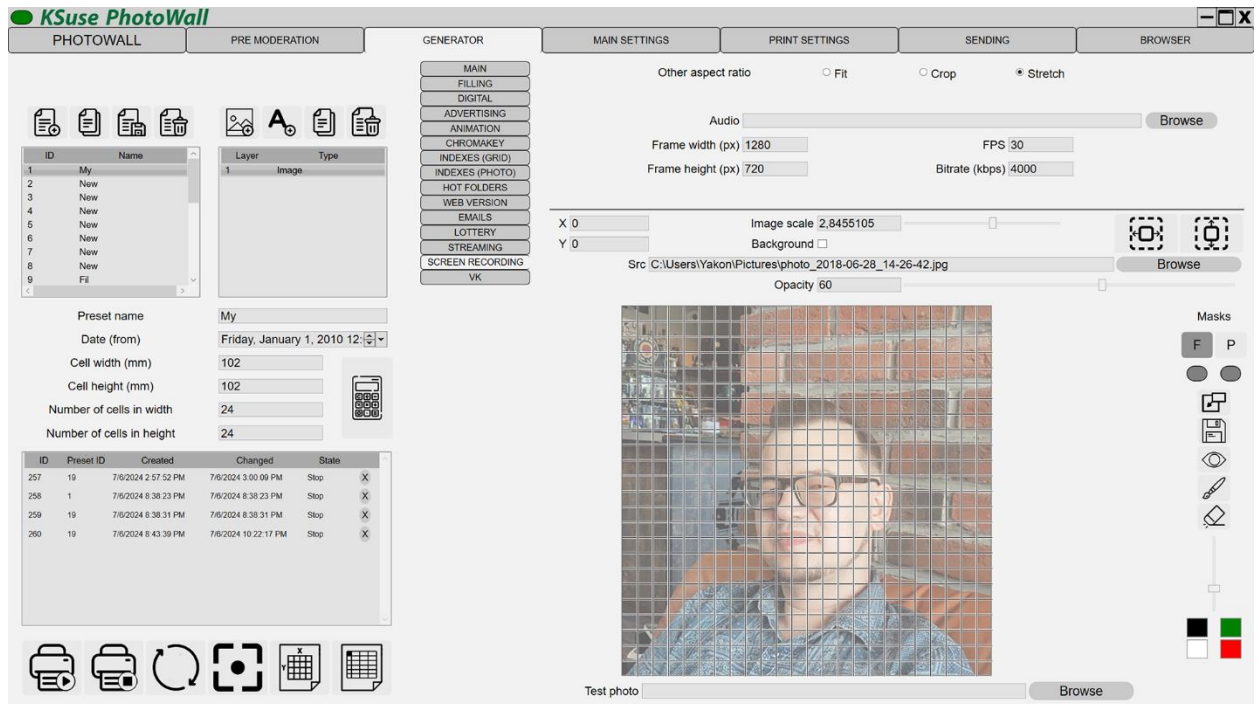 KSuse PhotoWall
X
PHOTOWALL PRE MODERATION GENERATOR MAIN SETTINGS PRINT SETTINGS SENDING BROWSER
MAIN
FILLING
DIGITAL
ADVERTISING
ANIMATION
CHROMAKEY
INDEXES (GRID)
INDEXES (PHOTO)
HOT FOLDERS
WEB VERSION
EMAILS
LOTTERY
STREAMING
SCREEN RECORDING
VK
ID Name
1 My
2 New
3 New
4 New
5 New
6 New
7 New
8 New
9 Fil
Layer Type
1 Image
Preset name My
Date (from) Friday, January 1, 2010 12:
Cell width (mm) 102
Cell height (mm) 102
Number of cells in width 24
Number of cells in height 24
ID Preset ID Created Changed State
257 19 7/6/2024 2:57:52 PM 7/6/2024 3:00:09 PM Stop X
258 1 7/6/2024 8:38:23 PM 7/6/2024 8:38:23 PM Stop X
259 19 7/6/2024 8:38:31 PM 7/6/2024 8:38:31 PM Stop X
260 19 7/6/2024 8:43:39 PM 7/6/2024 10:22:17 PM Stop X
X
Y
Other aspect ratio Fit Crop Stretch
Audio Browse
Frame width (px) 1280 FPS 30
Frame height (px) 720 Bitrate (kbps) 4000
X 0 Image scale 2,8455105
Y 0 Background
Src C:\Users\Yakon\Pictures\photo_2018-06-28_14-26-42.jpg Browse
Opacity 60
Masks
F P
Test photo Browse